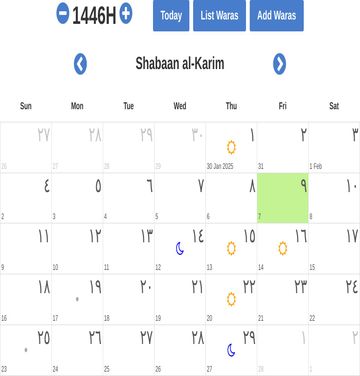 1446H
Today List Waras Add Waras
Shabaan al-Karim
Sun Mon Tue Wed Thu Fri Sat
٢٧ ٢٨ ٢٩ ٣٠ ١ ٢ ٣
26 27 28 29 30 Jan 2025 31 1 Feb
٤ ٥ ٦ ٧ ٨ ٩ ١٠
2 3 4 5 6 7 8
١١ ١٢ ١٣ ١٤ ١٥ ١٦ ١٧
9 10 11 12 13 14 15
١٨ ١٩ ٢٠ ٢١ ٢٢ ٢٣ ٢٤
16 17 18 19 20 21 22
٢٥ ٢٦ ٢٧ ٢٨ ٢٩ ١ ٢
23 24 25 26 27 28 1